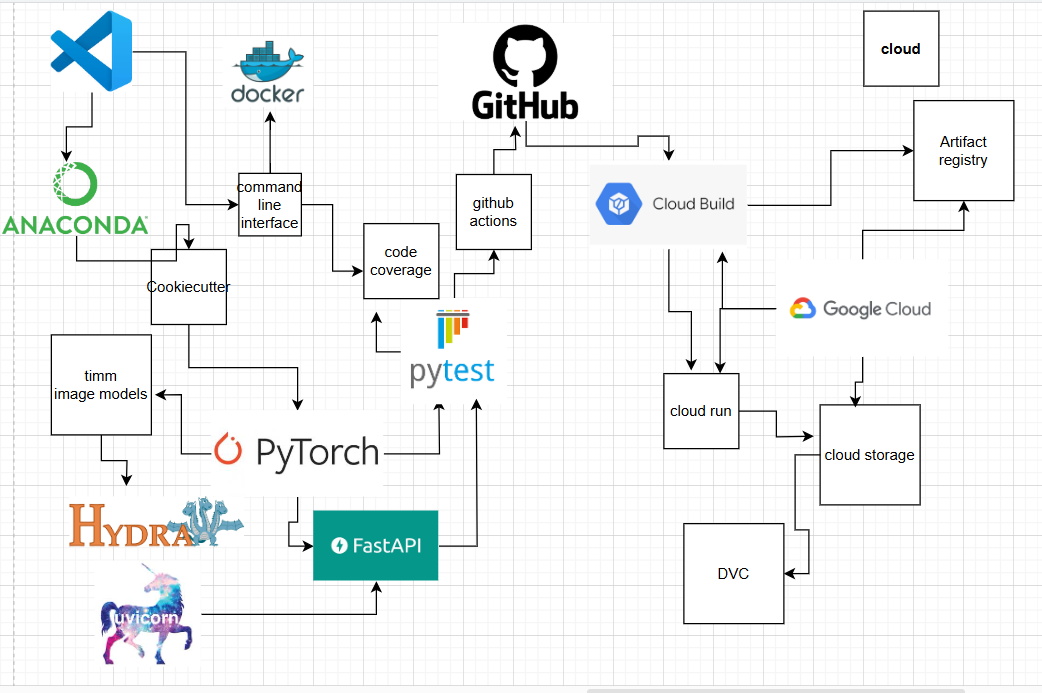 docker
GitHub
cloud
Artifact
registry
ANACONDA
command
line
interface
github
actions
Cloud Build
code
coverage
Cookiecutter
Google Cloud
pytest
timm
image models
cloud run
PyTorch
cloud storage
HYDRA
FastAPI
DVC
uvicorn